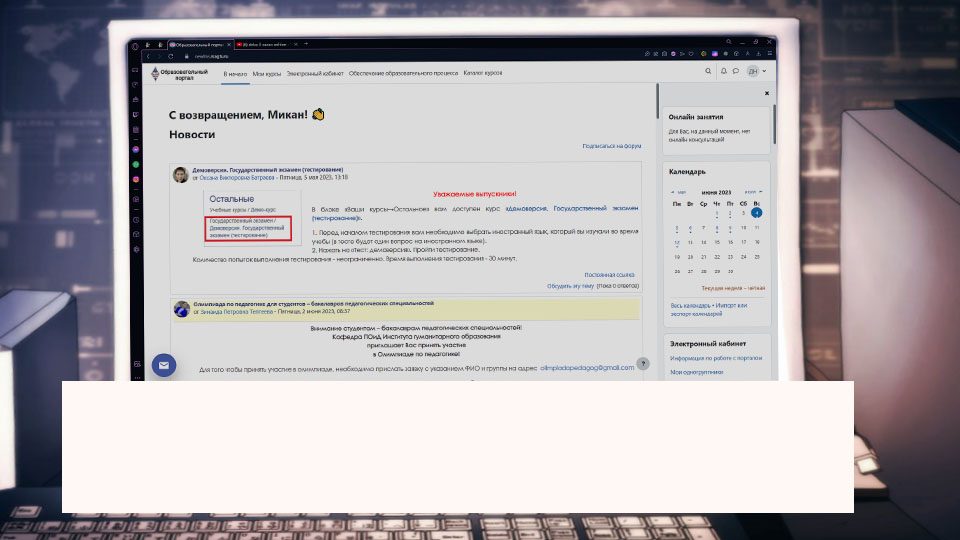 Образовательный порта
newlms.magtu.ru
Образовательный
портал
В начало
Мои курсы
Электронный кабинет
Обеспечение образовательного процесса
Каталог курсов
ДН
С возвращением, Микан!
Новости
Подписаться на форум
Демоверсия. Государственный экзамен (тестирование)
от Оксана Викторовна Батраева - Пятница, 5 мая 2023, 13:18
Остальные
Учебные курсы / Демо-курс
Государственный экзамен /
Демоверсия. Государственный
экзамен (тестирование)
Уважаемые выпускники!
В блоке «Ваши курсы→Остальные» вам доступен курс «Демоверсия. Государственный экзамен
(тестирование)».
1. Перед началом тестирования вам необходимо выбрать иностранный язык, который вы изучали во время
учебы (в тесте будет один вопрос на иностранном языке).
2. Нажать на «Тест: демоверсия». Пройти тестирование.
Количество попыток выполнения тестирования - неограниченно. Время выполнения тестирования - 30 минут.
Постоянная ссылка
Обсудить эту тему (Пока 0 ответов)
Олимпиада по педагогике для студентов – бакалавров педагогических специальностей
от Зинаида Петровна Теплеева - Пятница, 2 июня 2023, 08:37
Внимание студентам – бакалаврам педагогических специальностей!
Кафедра ПОиД Института гуманитарного образования
приглашает Вас принять участие
в Олимпиаде по педагогике!
Для того чтобы принять участие в олимпиаде, необходимо прислать заявку с указанием ФИО и группы на адрес olimpiadapedagog@gmail.com
?
Онлайн занятия
Для Вас, на данный момент, нет
онлайн консультаций
Календарь
◄ май июня 2023 июля ►
Пн Вт Ср Чт Пт Сб Вс
1 2 3 4
5 6 7 8 9 10 11
12 13 14 15 16 17 18
19 20 21 22 23 24 25
26 27 28 29 30
Текущая неделя – четная
Весь календарь • Импорт или
экспорт календарей
Электронный кабинет
Информация по работе с порталом
Мои одногруппники